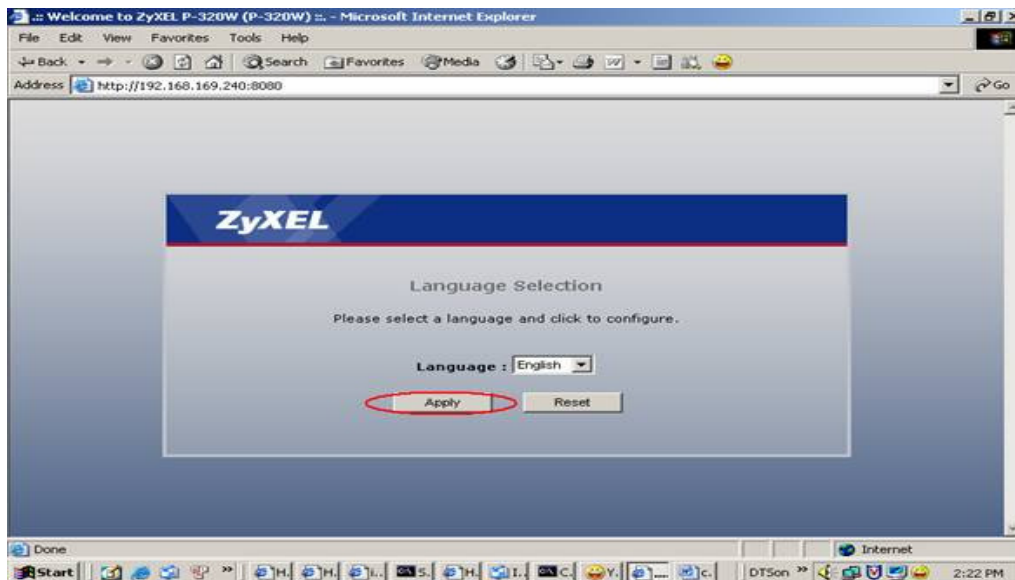 .:: Welcome to ZyXEL P-320W (P-320W) ::. - Microsoft Internet Explorer
File Edit View Favorites Tools Help
Back Search Favorites Media
Address http://192.168.169.240:8080 Go
ZyXEL
Language Selection
Please select a language and click to configure.
Language : English
Apply Reset
Done Internet
Start H. H. I.. S. H. I. C. Y. .... c. DTSon » 2:22 PM